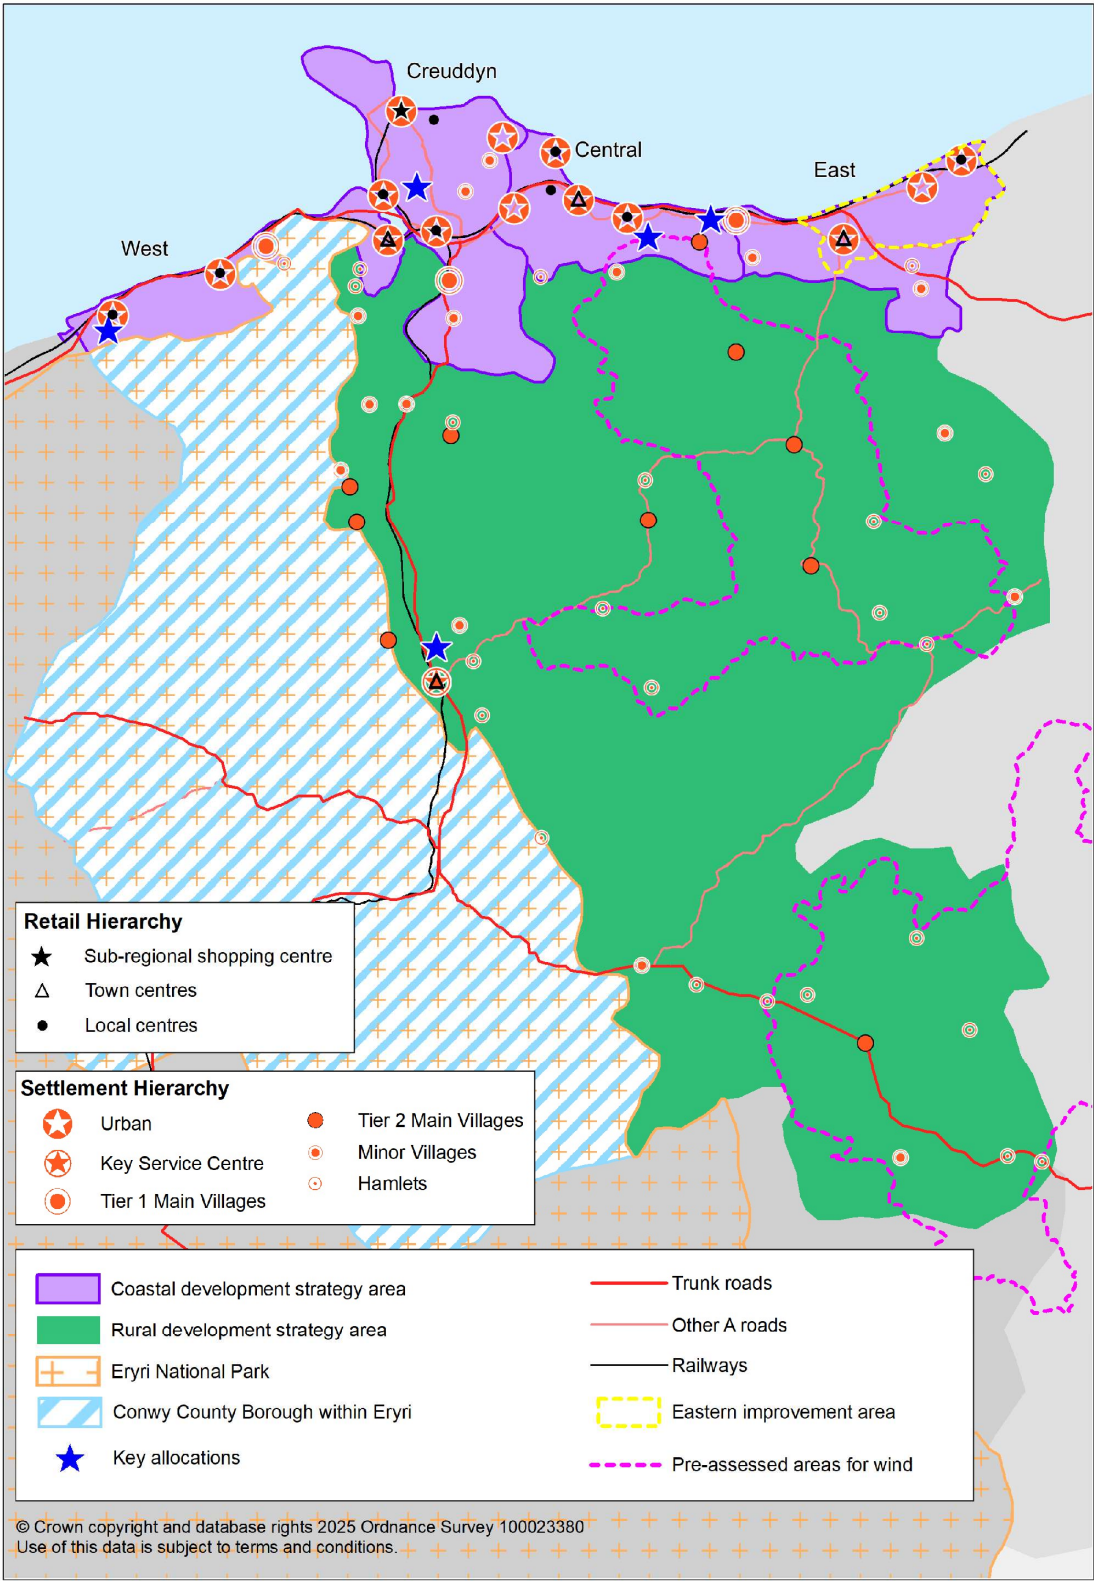 Creuddyn
Central
East
West
Retail Hierarchy
Sub-regional shopping centre
Town centres
Local centres
Settlement Hierarchy
Urban
Key Service Centre
Tier 1 Main Villages
Tier 2 Main Villages
Minor Villages
Hamlets
Coastal development strategy area
Rural development strategy area
Eryri National Park
Conwy County Borough within Eryri
Key allocations
Trunk roads
Other A roads
Railways
Eastern improvement area
Pre-assessed areas for wind
© Crown copyright and database rights 2025 Ordnance Survey 100023380
Use of this data is subject to terms and conditions.